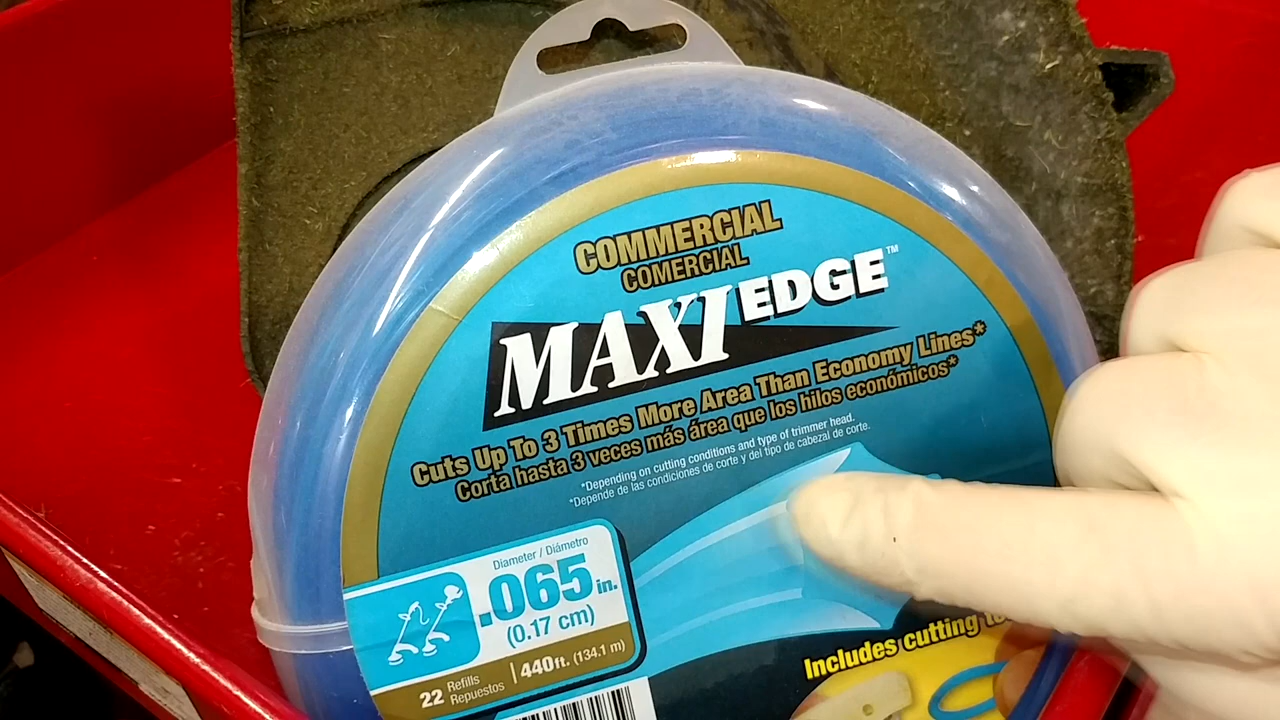 COMMERCIAL
COMERCIAL
MAXI EDGE™
Cuts Up To 3 Times More Area Than Economy Lines*
Corta hasta 3 veces más área que los hilos económicos*
*Depending on cutting conditions and type of trimmer head.
*Depende de las condiciones de corte y del tipo de cabezal de corte.
Diameter / Diámetro
.065 in.
(0.17 cm)
22 Refills Repuestos | 440ft. (134.1 m)
Includes cutting